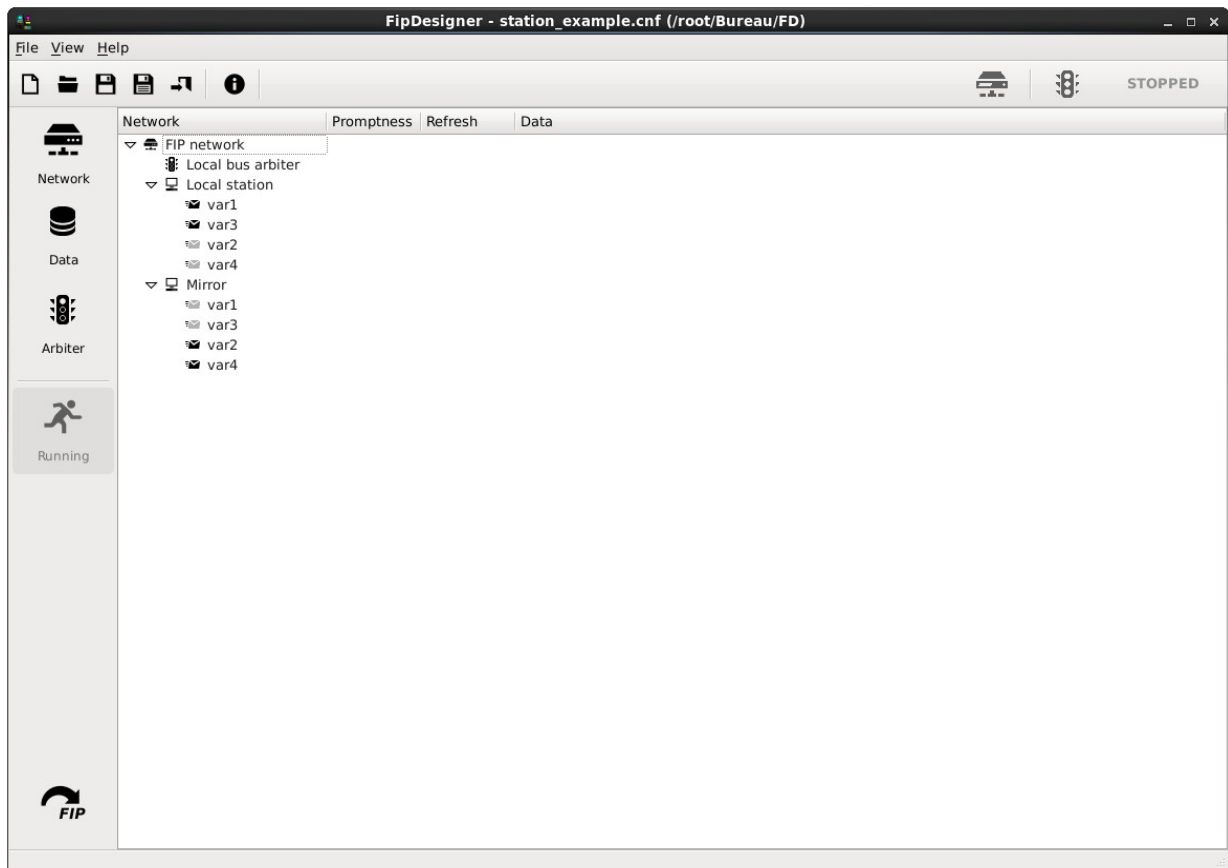 FipDesigner - station_example.cnf (/root/Bureau/FD)
File View Help
STOPPED
Network Promptness Refresh Data
FIP network
Local bus arbiter
Local station
var1
var3
var2
var4
Mirror
var1
var3
var2
var4
Network
Data
Arbiter
Running
FIP